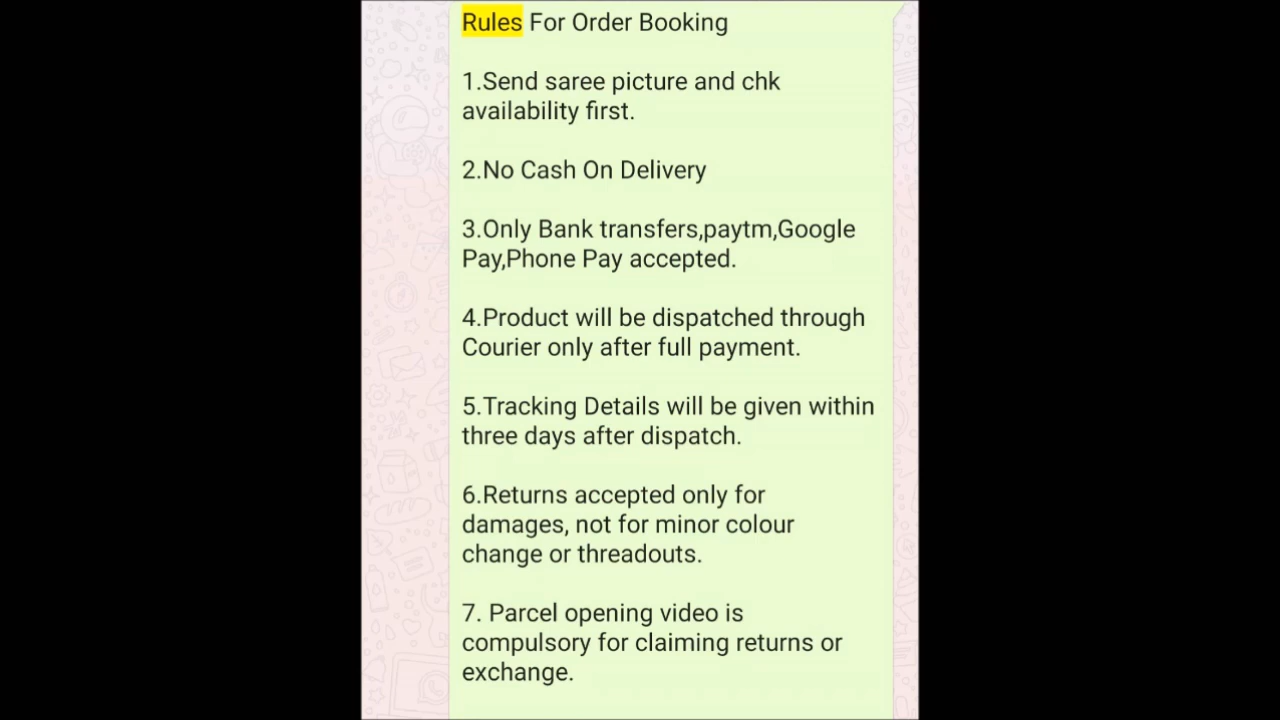 Rules For Order Booking
1.Send saree picture and chk
availability first.
2.No Cash On Delivery
3.Only Bank transfers,paytm,Google
Pay,Phone Pay accepted.
4.Product will be dispatched through
Courier only after full payment.
5.Tracking Details will be given within
three days after dispatch.
6.Returns accepted only for
damages, not for minor colour
change or threadouts.
7. Parcel opening video is
compulsory for claiming returns or
exchange.